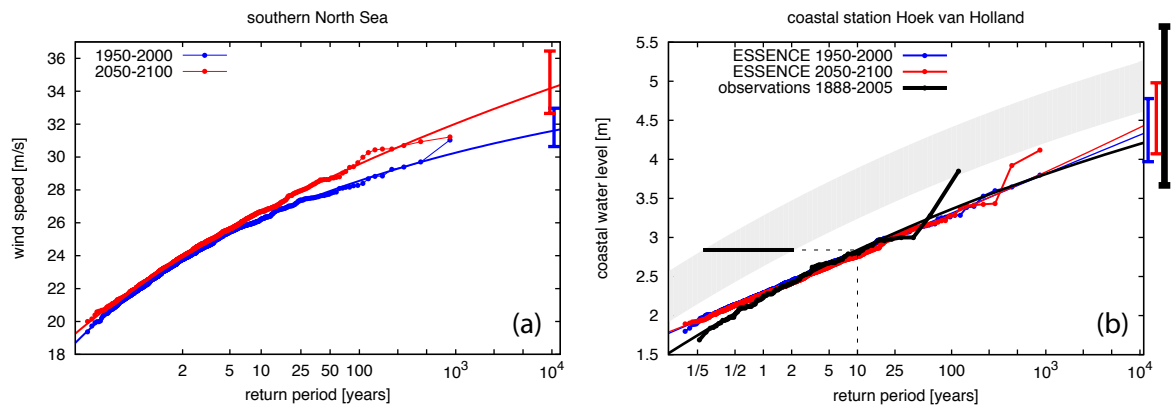 southern North Sea
36
34
32
30
28
26
24
22
20
18
wind speed [m/s]
1950-2000
2050-2100
(a)
2 5 10 25 50 100 10³ 10⁴
return period [years]
coastal station Hoek van Holland
5.5
5
4.5
4
3.5
3
2.5
2
1.5
coastal water level [m]
ESSENCE 1950-2000
ESSENCE 2050-2100
observations 1888-2005
(b)
1/5 1/2 1 2 5 10 25 100 10³ 10⁴
return period [years]